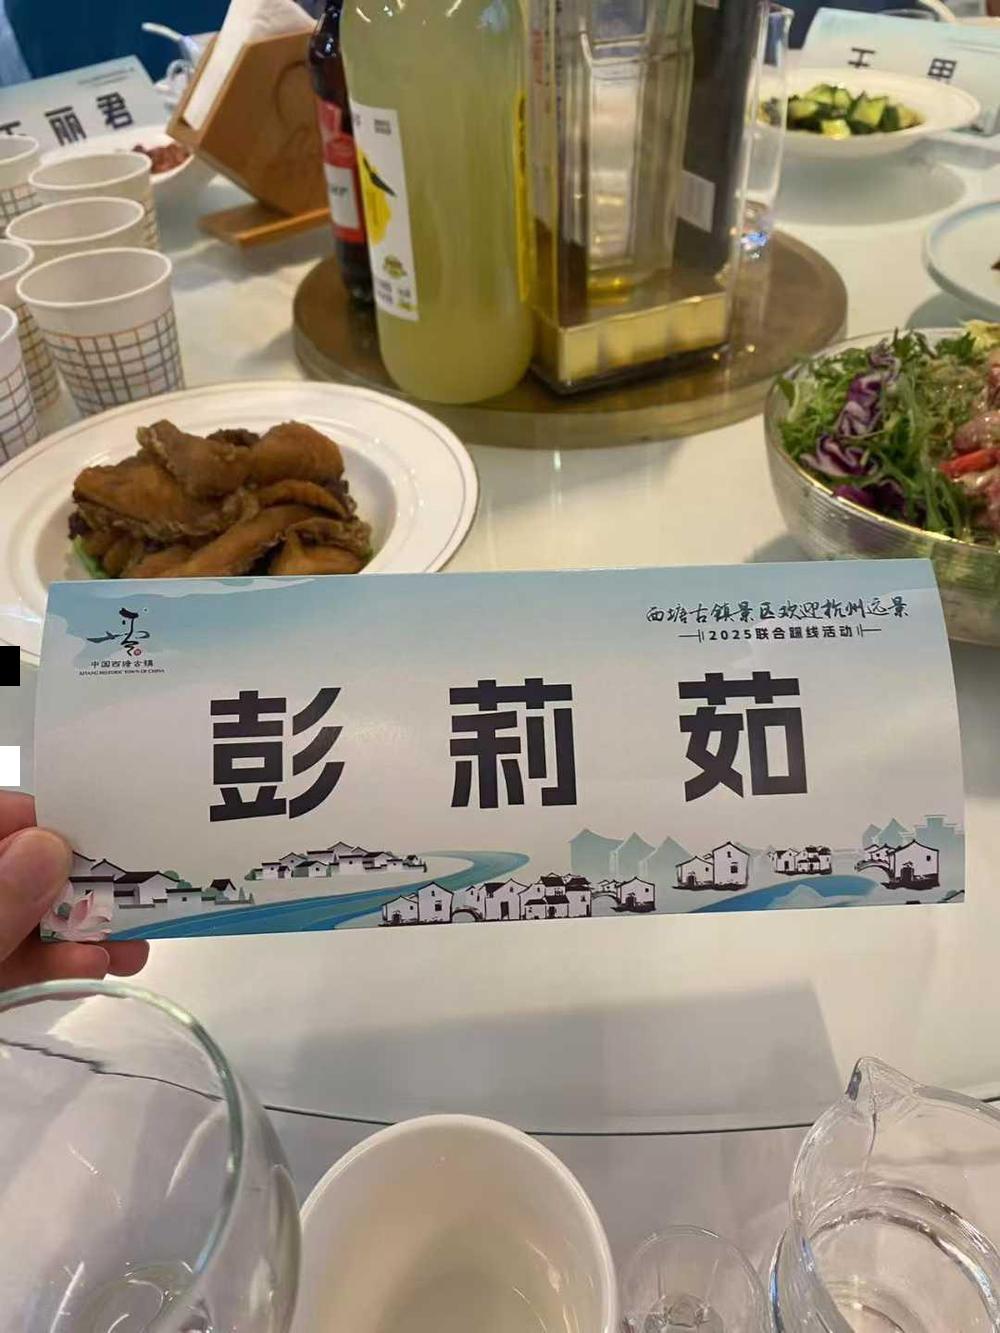 丽君
王 君
中国西塘古镇
XITANG HISTORIC TOWN OF CHINA
西塘古镇景区欢迎杭州远景
2025联合踩线活动
彭莉茹